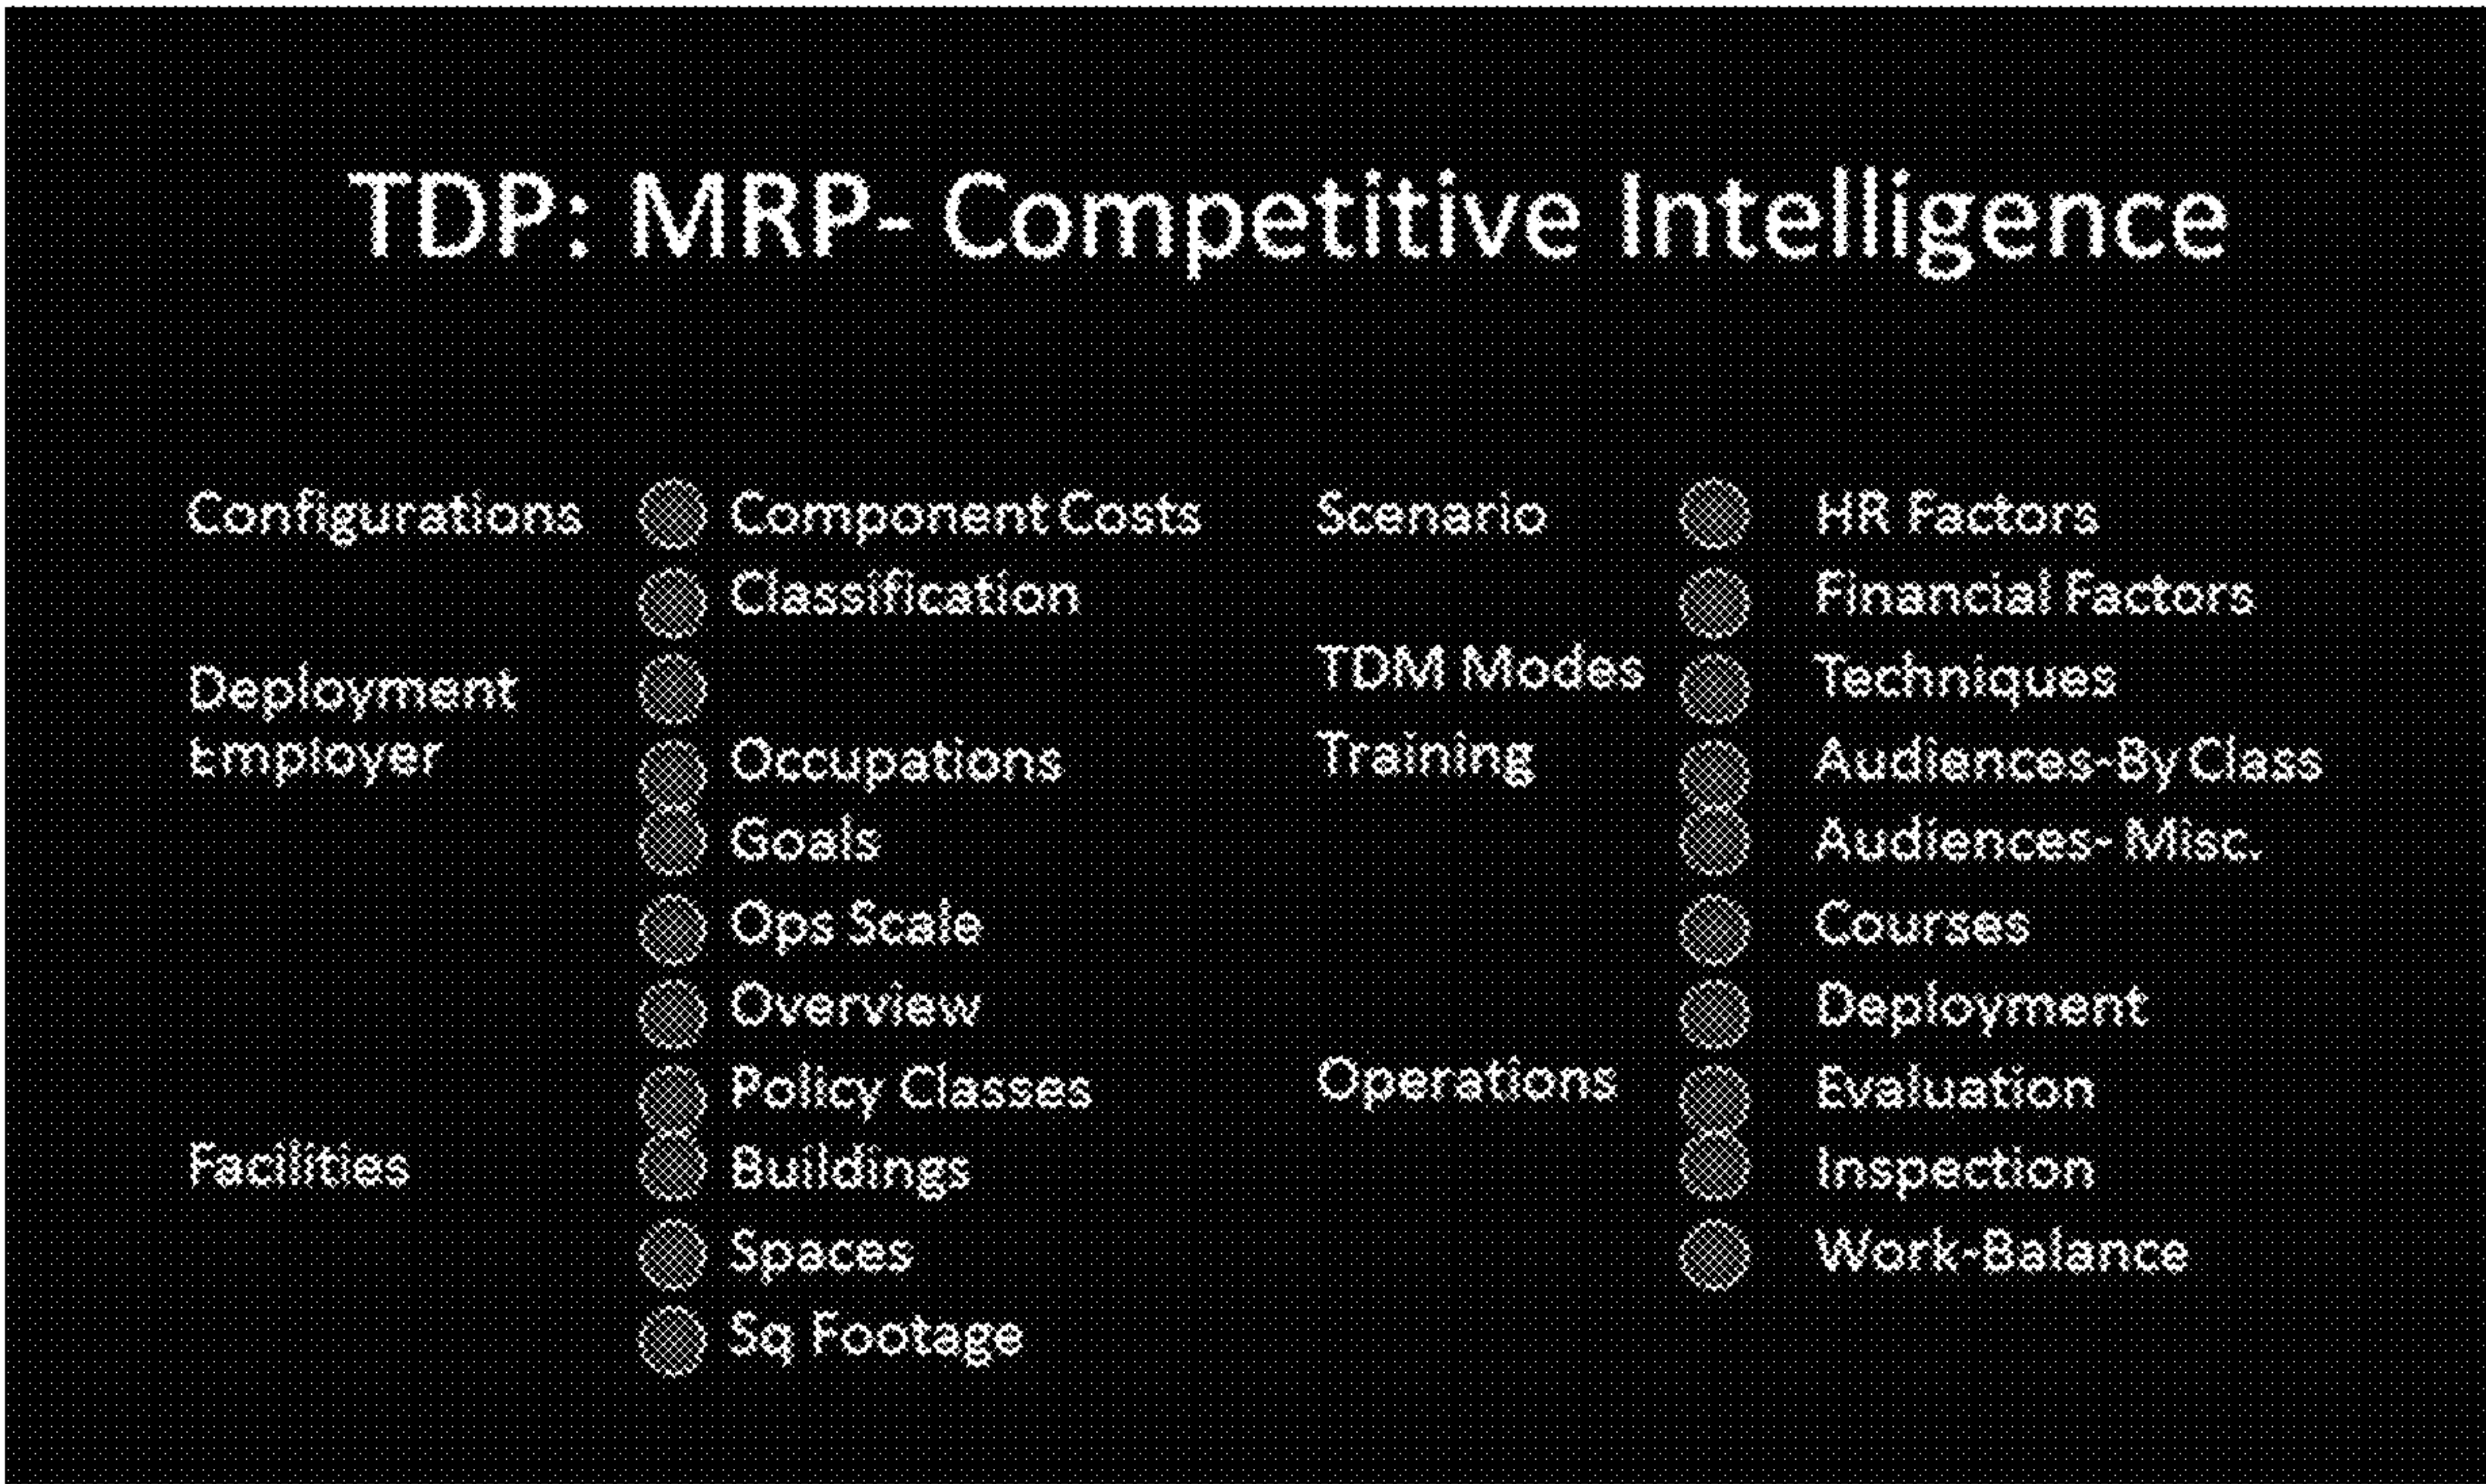 TDP: MRP- Competitive Intelligence
Configurations
Component Costs
Classification
Deployment
Employer
Occupations
Goals
Ops Scale
Overview
Policy Classes
Facilities
Buildings
Spaces
Sq Footage
Scenario
HR Factors
Financial Factors
TDM Modes
Techniques
Training
Audiences-By Class
Audiences- Misc.
Courses
Deployment
Operations
Evaluation
Inspection
Work-Balance